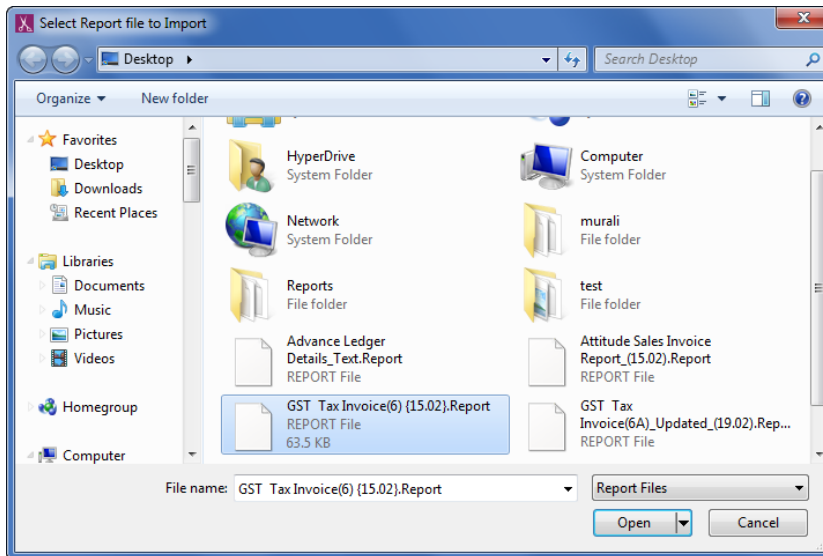 Select Report file to Import
Desktop
Search Desktop
Organize
New folder
Favorites
Desktop
Downloads
Recent Places
Libraries
Documents
Music
Pictures
Videos
Homegroup
Computer
HyperDrive
System Folder
Computer
System Folder
Network
System Folder
murali
File folder
Reports
File folder
test
File folder
Advance Ledger
Details_Text.Report
REPORT File
Attitude Sales Invoice
Report_(15.02).Report
REPORT File
GST Tax Invoice(6) {15.02}.Report
REPORT File
63.5 KB
GST Tax
Invoice(6A)_Updated_(19.02).Rep...
REPORT File
File name: GST Tax Invoice(6) {15.02}.Report
Report Files
Open
Cancel